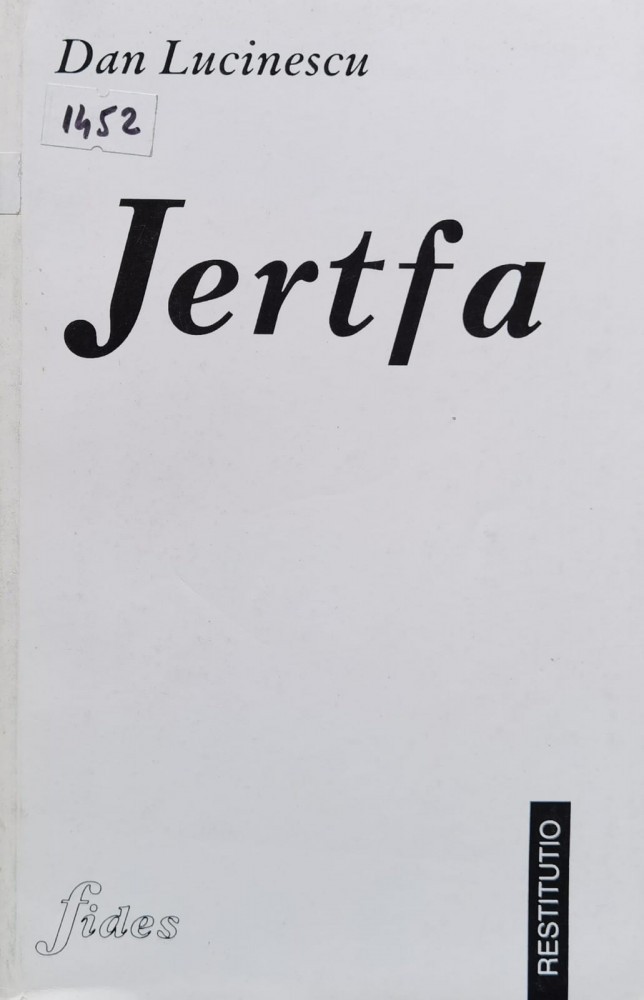 Dan Lucinescu
1452
Jertfa
fides
RESTITUTIO